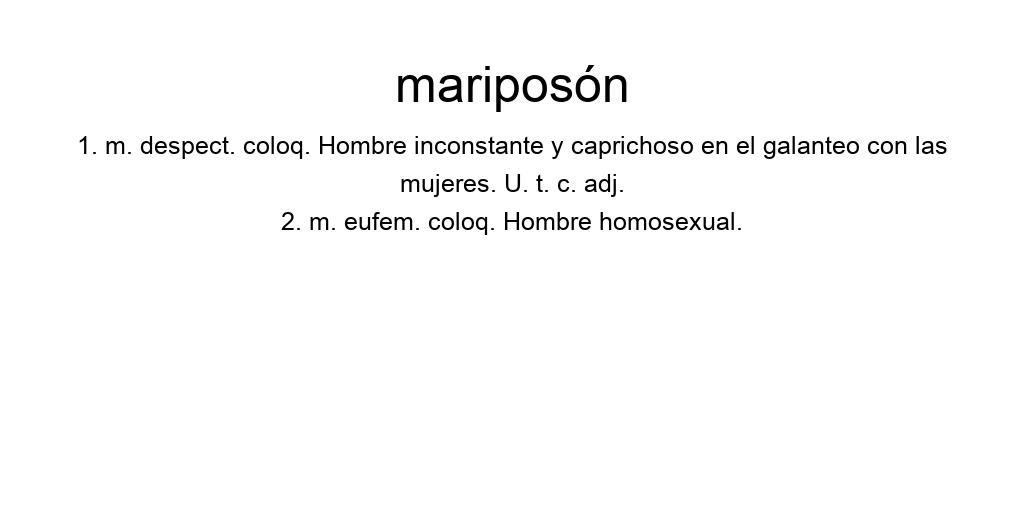 mariposón
1. m. despect. coloq. Hombre inconstante y caprichoso en el galanteo con las
mujeres. U. t. c. adj.
2. m. eufem. coloq. Hombre homosexual.